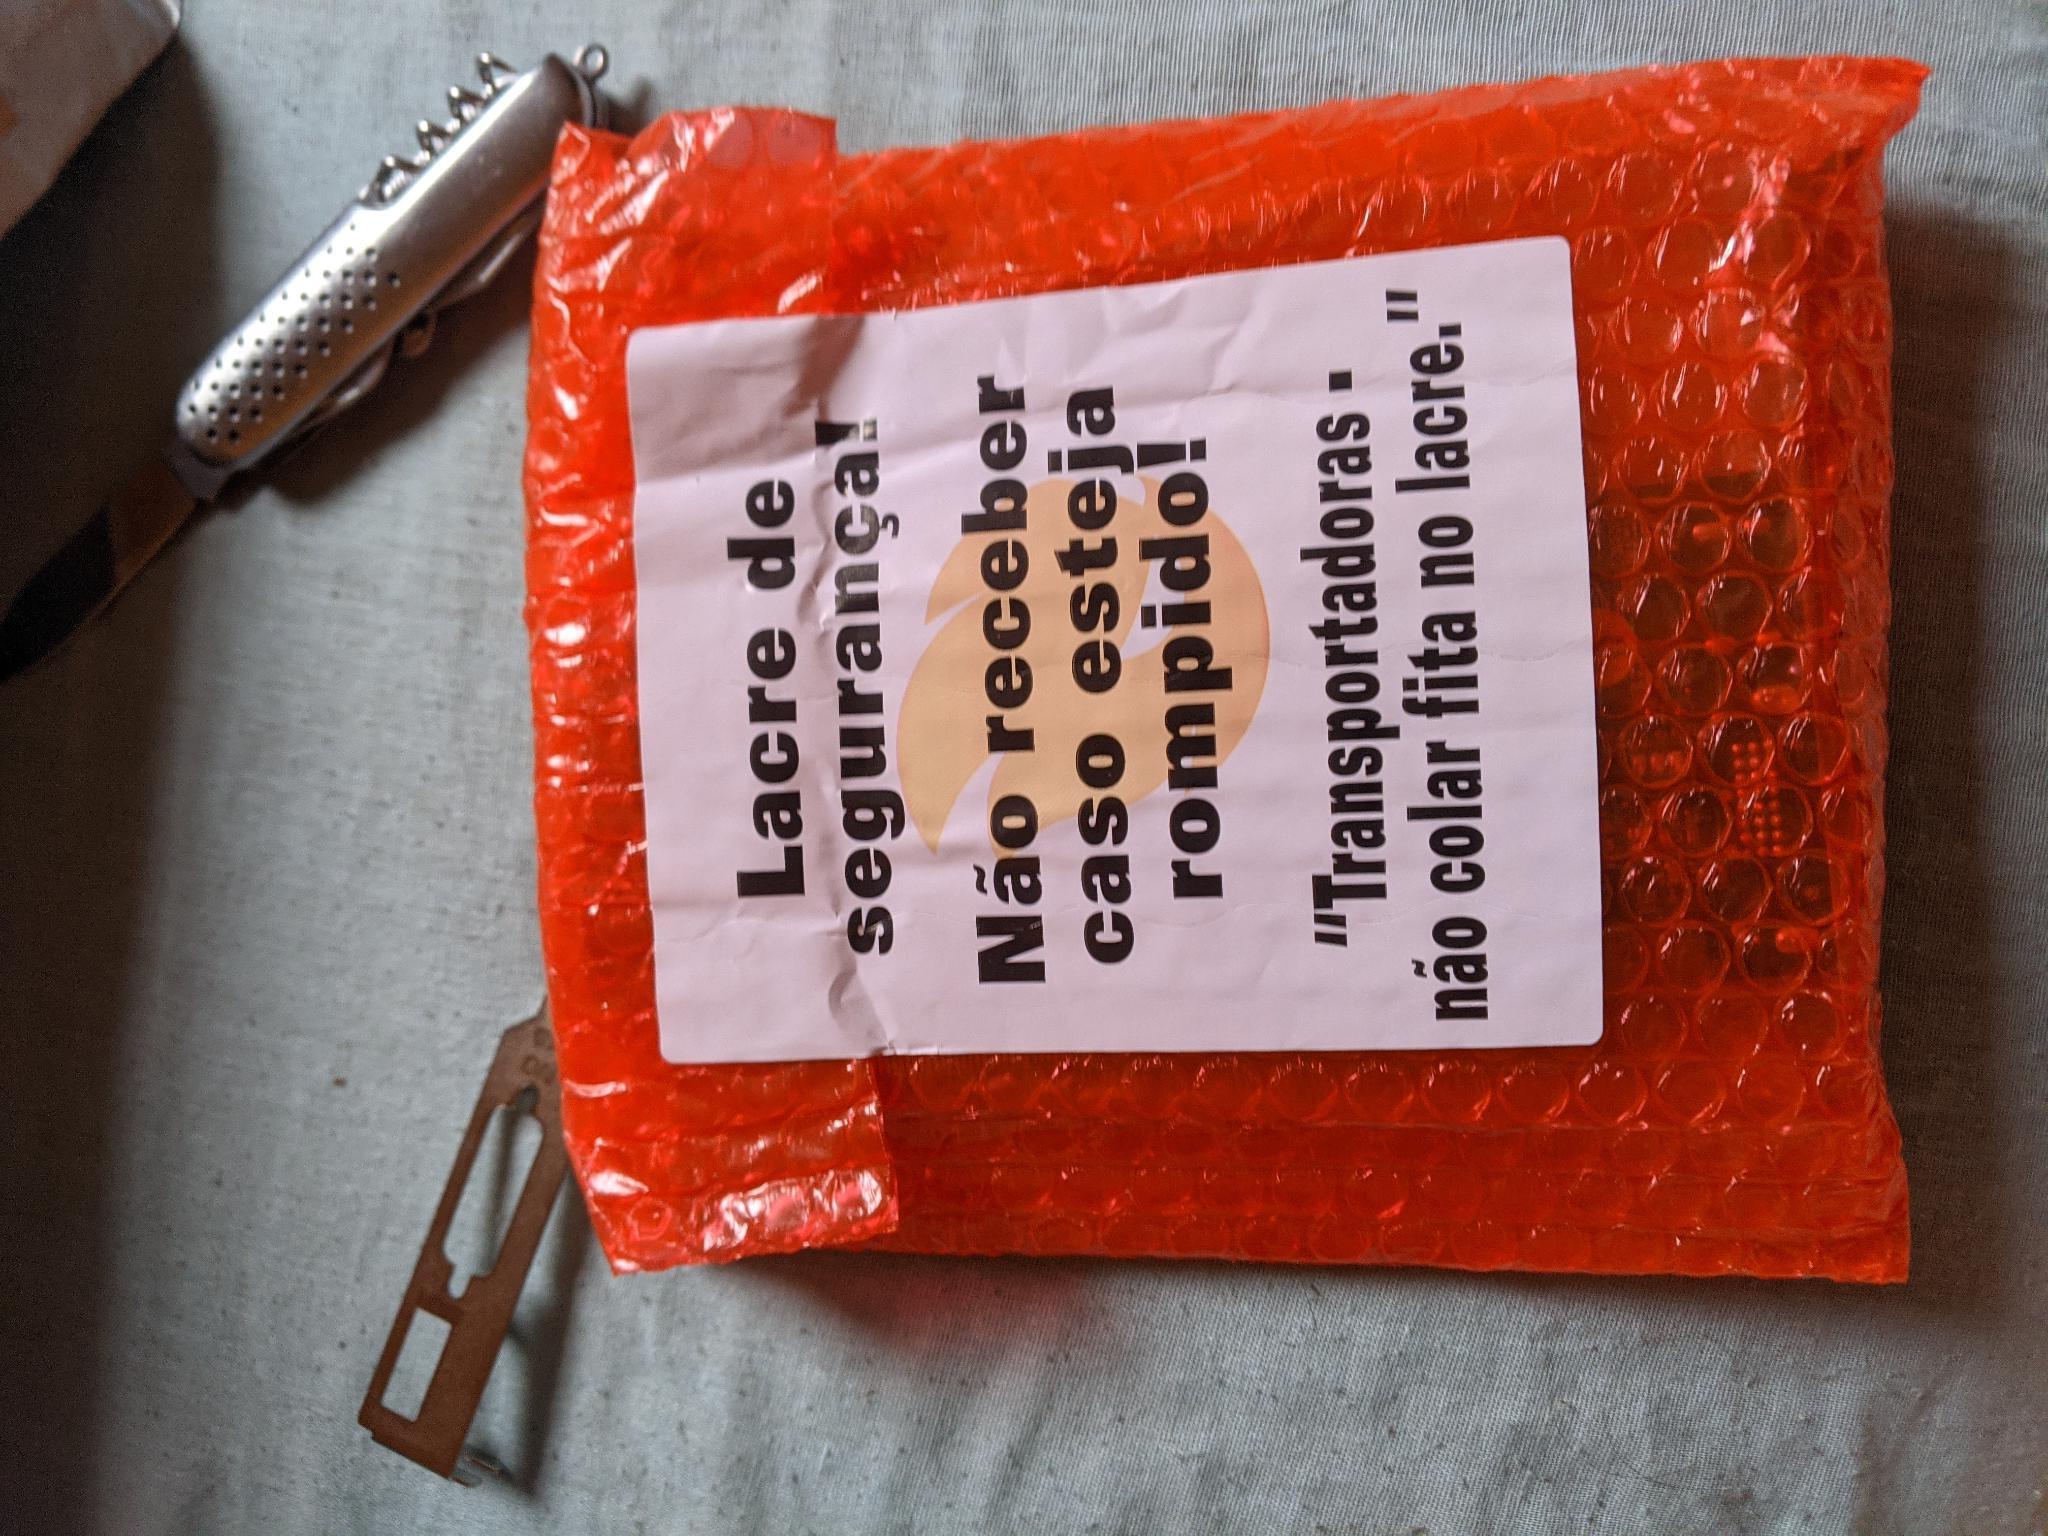 Lacre de
segurança!
Não receber
caso esteja
rompido!
"Transportadoras -
não colar fita no lacre."